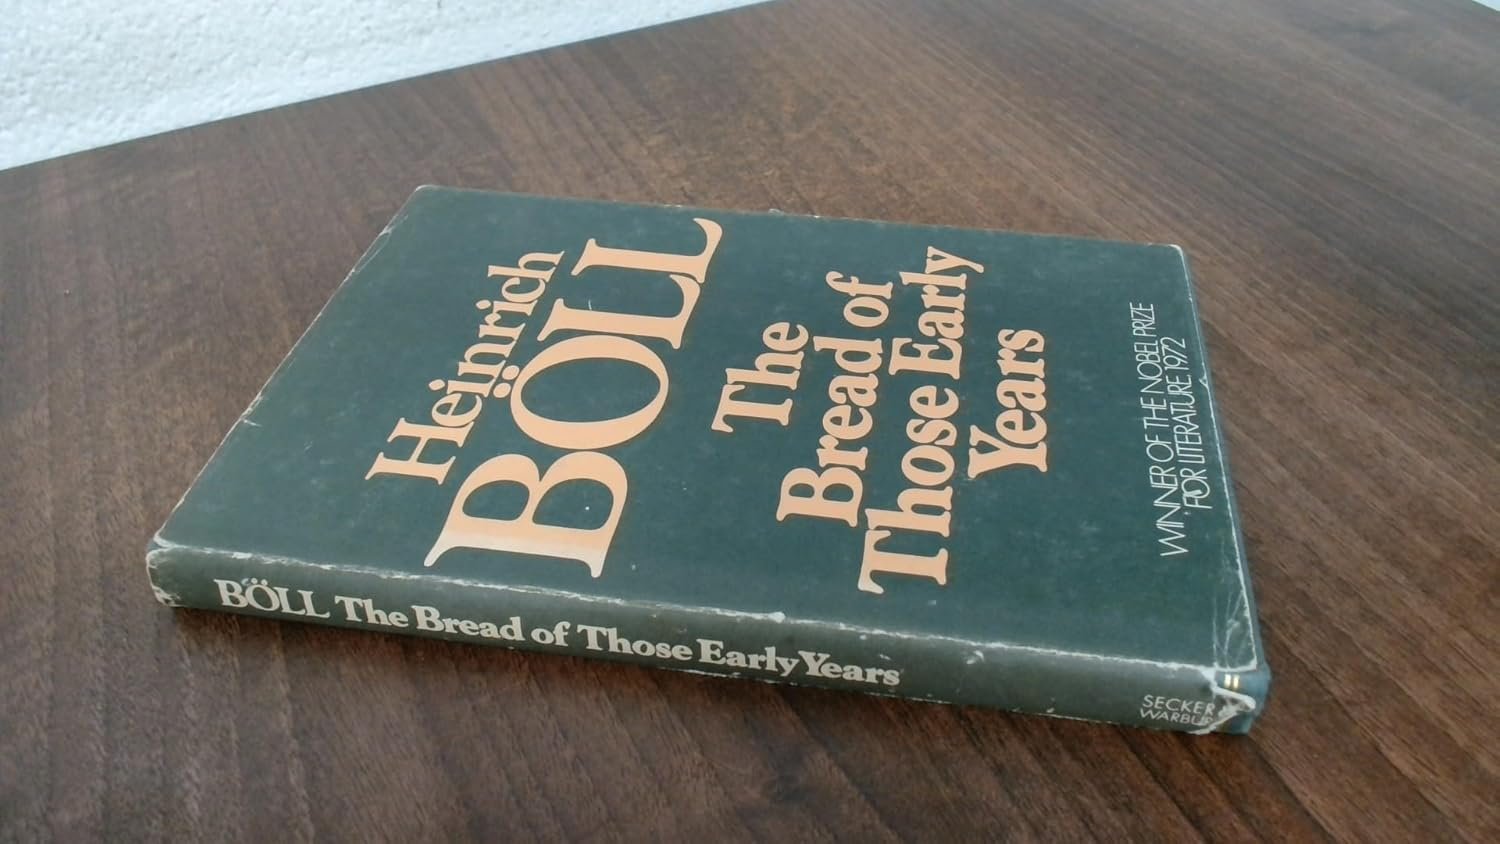 Heinrich
BÖLL
The
Bread of
Those Early
Years
WINNER OF THE NOBEL PRIZE
FOR LITERATURE 1972
BÖLL The Bread of Those Early Years
SECKER &
WARBUR